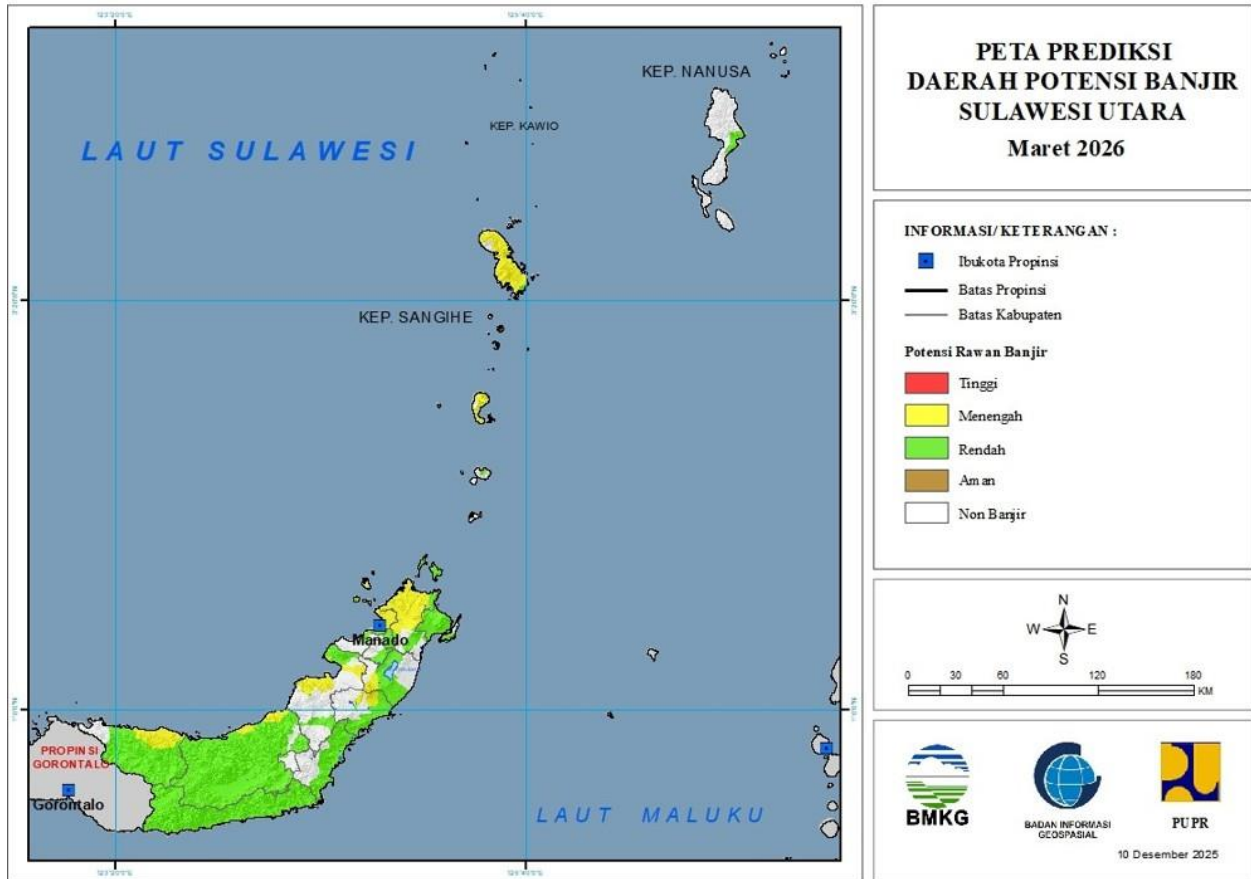 PETA PREDIKSI
DAERAH POTENSI BANJIR
SULAWESI UTARA
Maret 2026
INFORMASI/ KETERANGAN :
Ibukota Propinsi
Batas Propinsi
Batas Kabupaten
Potensi Rawan Banjir
Tinggi
Menengah
Rendah
Aman
Non Banjir
N
W E
S
0 30 60 120 180
KM
BMKG
BADAN INFORMASI
GEOSPASIAL
PUPR
10 Desember 2025
KEP. NANUSA
KEP. KAWIO
LAUT SULAWESI
KEP. SANGIHE
Manado
PROPINSI
GORONTALO
Gorontalo
LAUT MALUKU